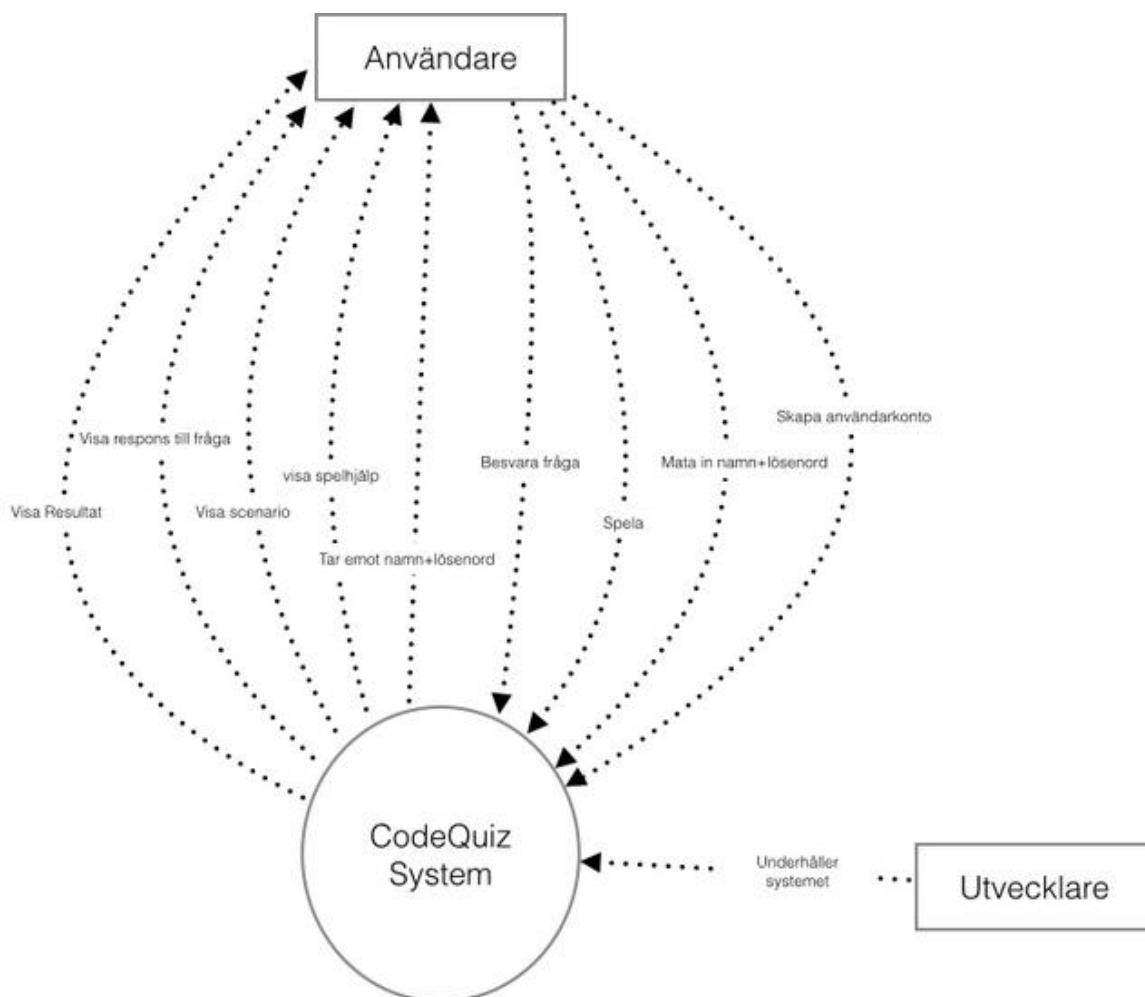 Användare
Skapa användarkonto
Visa respons till fråga
Besvara fråga
Mata in namn+lösenord
visa spelhjälp
Visa Resultat
Visa scenario
Spela
Tar emot namn+lösenord
CodeQuiz
System
Underhåller
systemet
Utvecklare